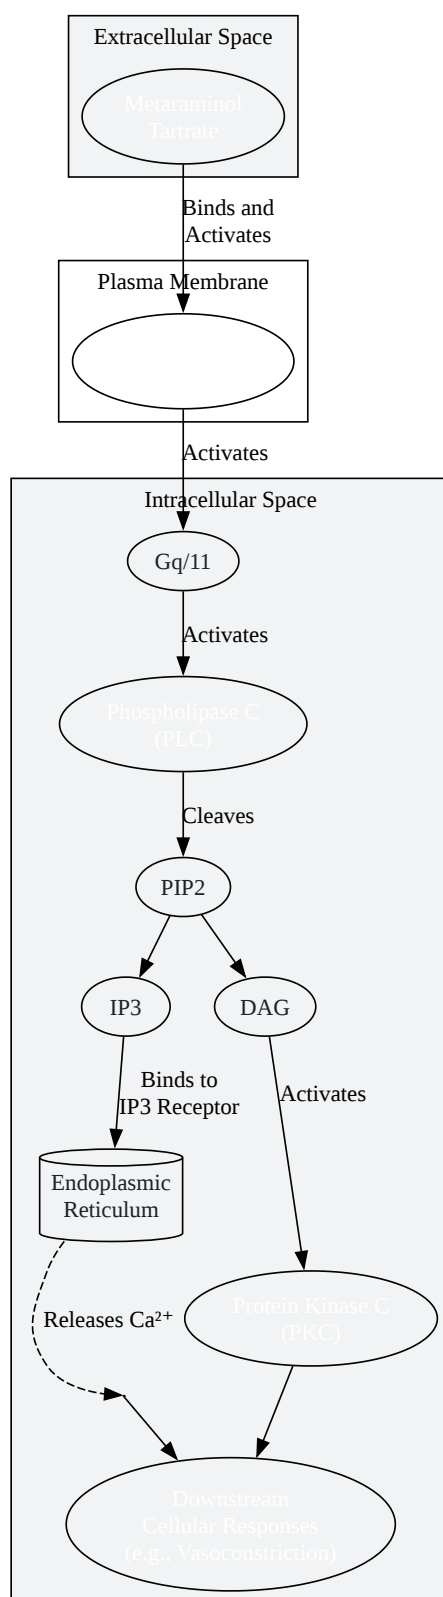 Extracellular Space
Metaraminol
Tartrate
Binds and
Activates
Plasma Membrane
Activates
Intracellular Space
Gq/11
Activates
Phospholipase C
(PLC)
Cleaves
PIP2
IP3
DAG
Binds to
IP3 Receptor
Activates
Endoplasmic
Reticulum
Releases Ca²⁺
Protein Kinase C
(PKC)
Downstream
Cellular Responses
(e.g., Vasoconstriction)